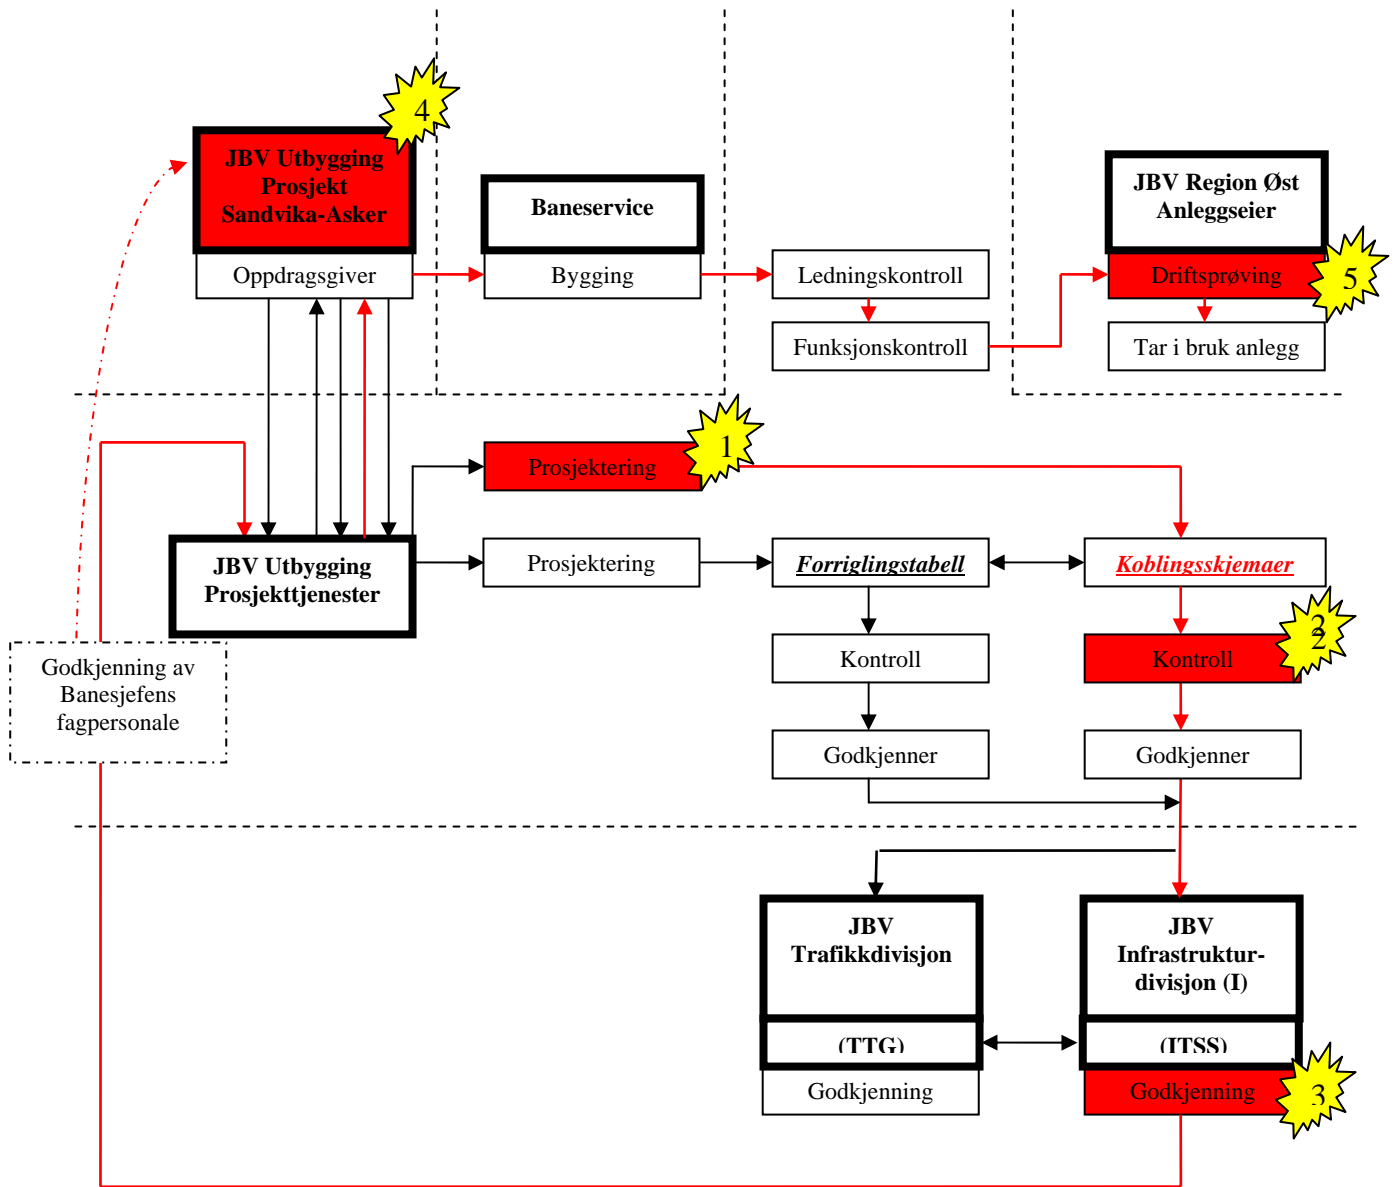 4
JBV Utbygging
Prosjekt
Sandvika-Asker
Oppdragsgiver
Baneservice
Bygging
Ledningskontroll
Funksjonskontroll
JBV Region Øst
Anleggseier
Driftsprøving
5
Tar i bruk anlegg
Prosjektering
1
JBV Utbygging
Prosjekttjenester
Prosjektering
Forriglingstabell
Koblingsskjemaer
Godkjenning av
Banesjefens
fagpersonale
Kontroll
Kontroll
2
2
Godkjenner
Godkjenner
JBV
Trafikkdivisjon
(TTG)
Godkjenning
JBV
Infrastruktur-
divisjon (I)
(ITSS)
Godkjenning
3